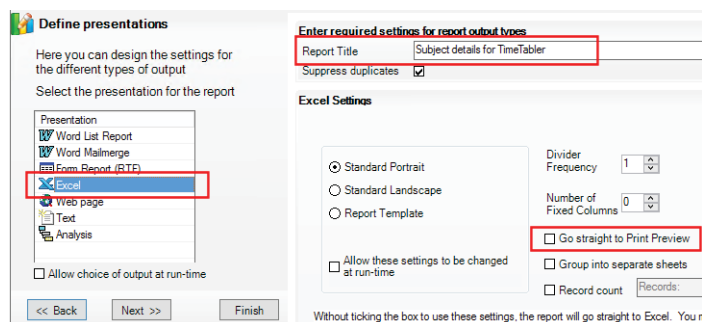 Define presentations
Here you can design the settings for
the different types of output
Select the presentation for the report
Presentation
Word List Report
Word Mailmerge
Form Report (RTF)
Excel
Web page
Text
Analysis
Allow choice of output at run-time
<< Back
Next >>
Finish
Enter required settings for report output types
Report Title
Subject details for TimeTabler
Suppress duplicates
Excel Settings
Standard Portrait
Standard Landscape
Report Template
Allow these settings to be changed
at run-time
Divider
Frequency
1
Number of
Fixed Columns
0
Go straight to Print Preview
Group into separate sheets
Record count
Records:
Without ticking the box to use these settings, the report will go straight to Excel. You